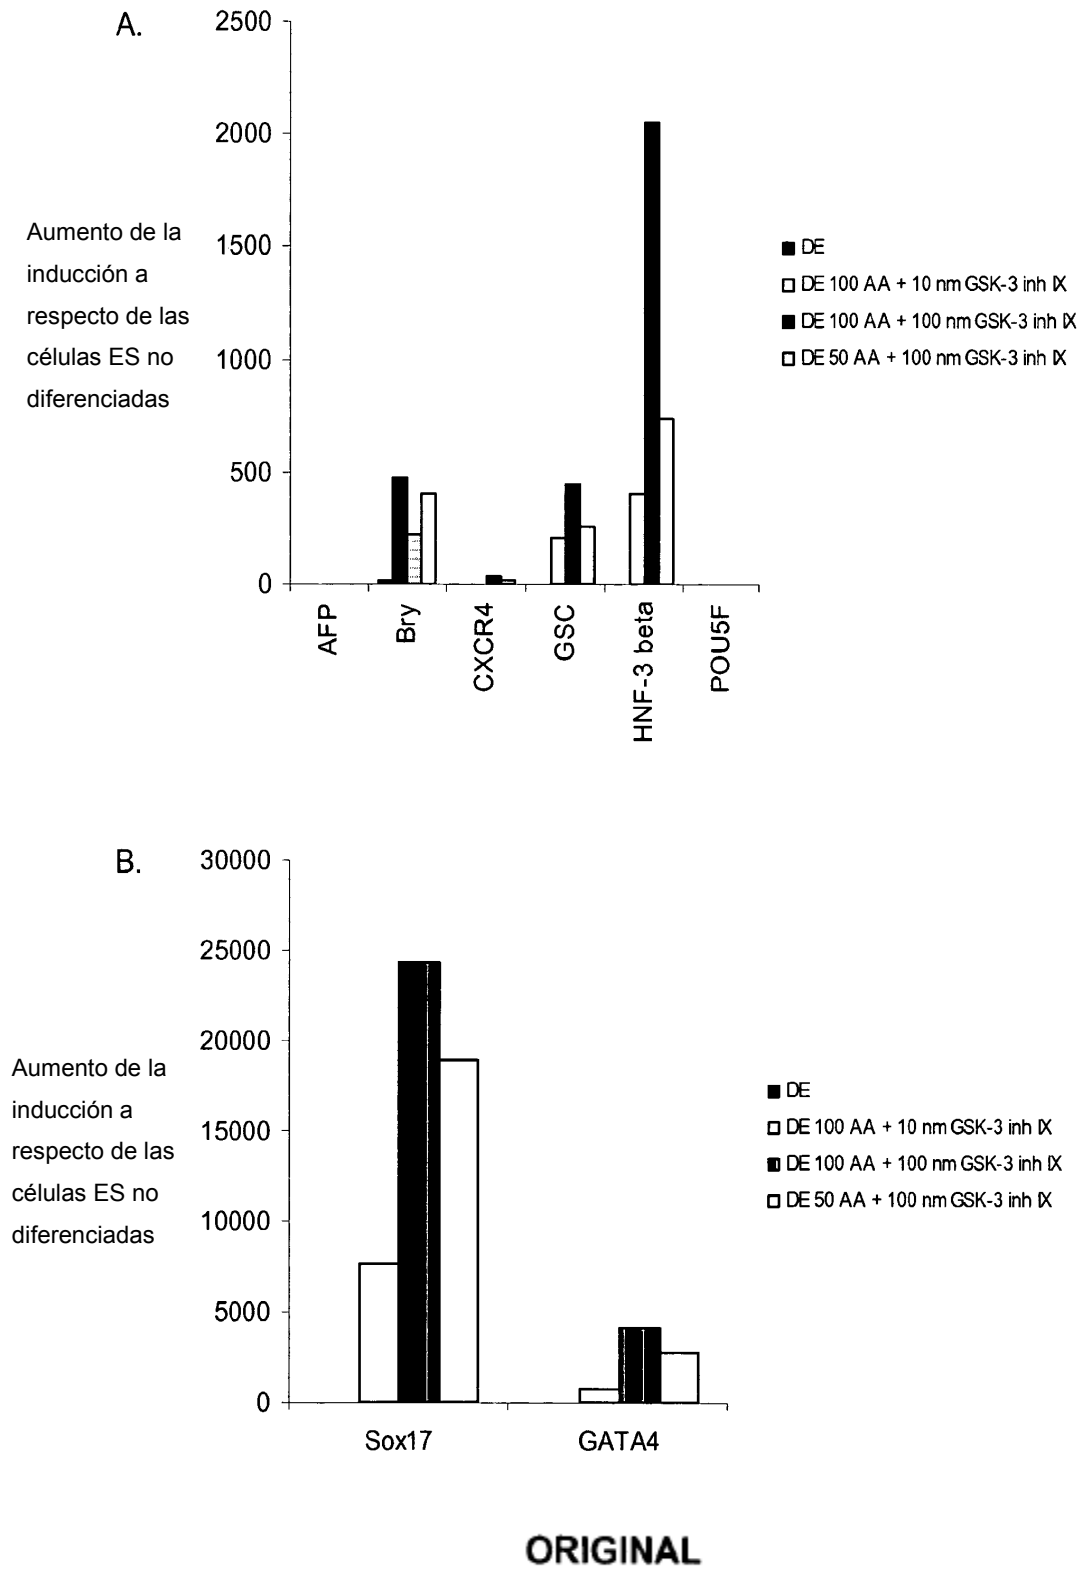 A.
2500
2000
1500
1000
500
0
Aumento de la
inducción a
respecto de las
células ES no
diferenciadas
DE
DE 100 AA + 10 nm GSK-3 inh IX
DE 100 AA + 100 nm GSK-3 inh IX
DE 50 AA + 100 nm GSK-3 inh IX
AFP
Bry
CXCR4
GSC
HNF-3 beta
POU5F
B.
30000
25000
20000
15000
10000
5000
0
Aumento de la
inducción a
respecto de las
células ES no
diferenciadas
DE
DE 100 AA + 10 nm GSK-3 inh IX
DE 100 AA + 100 nm GSK-3 inh IX
DE 50 AA + 100 nm GSK-3 inh IX
Sox17
GATA4
ORIGINAL